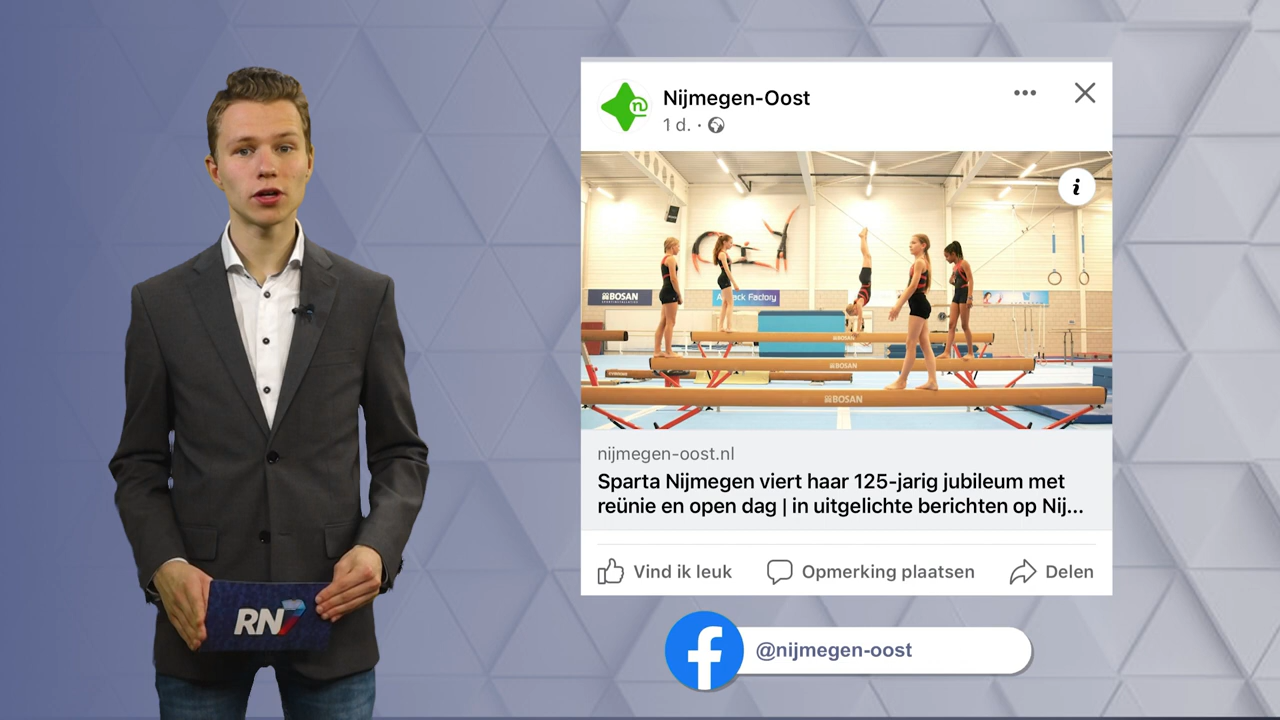 Nijmegen-Oost
1 d. ·
BOSAN
Factory
BOSAN
BOSAN
BOSAN
nijmegen-oost.nl
Sparta Nijmegen viert haar 125-jarig jubileum met
reünie en open dag | in uitgelichte berichten op Nij...
Vind ik leuk
Opmerking plaatsen
Delen
RN7
@nijmegen-oost